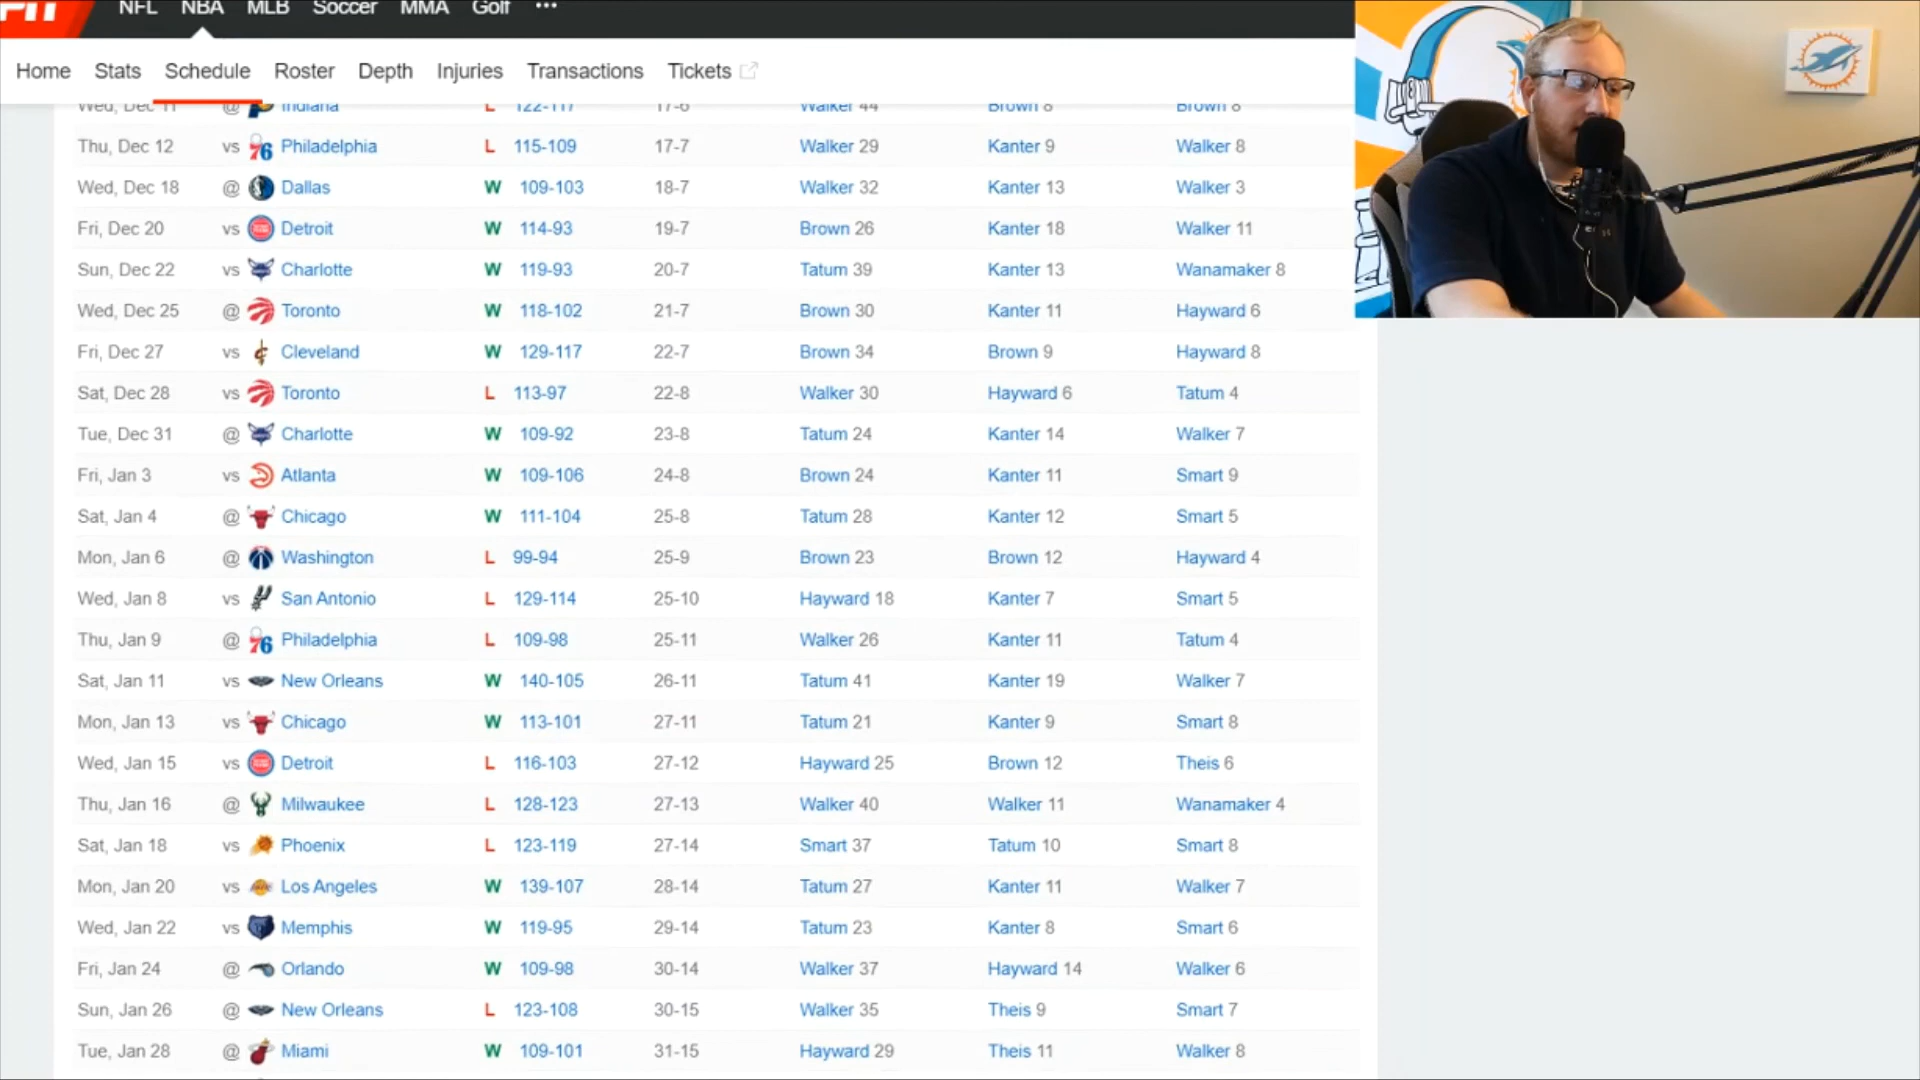 NFL NBA MLB Soccer MMA Golf ...
Home Stats Schedule Roster Depth Injuries Transactions Tickets
Wed, Dec 11 @ Indiana L 122-117 17-6 Walker 44 Brown 8 Brown 8
Thu, Dec 12 vs 76 Philadelphia L 115-109 17-7 Walker 29 Kanter 9 Walker 8
Wed, Dec 18 @ Dallas W 109-103 18-7 Walker 32 Kanter 13 Walker 3
Fri, Dec 20 vs Detroit W 114-93 19-7 Brown 26 Kanter 18 Walker 11
Sun, Dec 22 vs Charlotte W 119-93 20-7 Tatum 39 Kanter 13 Wanamaker 8
Wed, Dec 25 @ Toronto W 118-102 21-7 Brown 30 Kanter 11 Hayward 6
Fri, Dec 27 vs Cleveland W 129-117 22-7 Brown 34 Brown 9 Hayward 8
Sat, Dec 28 vs Toronto L 113-97 22-8 Walker 30 Hayward 6 Tatum 4
Tue, Dec 31 @ Charlotte W 109-92 23-8 Tatum 24 Kanter 14 Walker 7
Fri, Jan 3 vs Atlanta W 109-106 24-8 Brown 24 Kanter 11 Smart 9
Sat, Jan 4 @ Chicago W 111-104 25-8 Tatum 28 Kanter 12 Smart 5
Mon, Jan 6 @ Washington L 99-94 25-9 Brown 23 Brown 12 Hayward 4
Wed, Jan 8 vs San Antonio L 129-114 25-10 Hayward 18 Kanter 7 Smart 5
Thu, Jan 9 @ 76 Philadelphia L 109-98 25-11 Walker 26 Kanter 11 Tatum 4
Sat, Jan 11 vs New Orleans W 140-105 26-11 Tatum 41 Kanter 19 Walker 7
Mon, Jan 13 vs Chicago W 113-101 27-11 Tatum 21 Kanter 9 Smart 8
Wed, Jan 15 vs Detroit L 116-103 27-12 Hayward 25 Brown 12 Theis 6
Thu, Jan 16 @ Milwaukee L 128-123 27-13 Walker 40 Walker 11 Wanamaker 4
Sat, Jan 18 vs Phoenix L 123-119 27-14 Smart 37 Tatum 10 Smart 8
Mon, Jan 20 vs Los Angeles W 139-107 28-14 Tatum 27 Kanter 11 Walker 7
Wed, Jan 22 vs Memphis W 119-95 29-14 Tatum 23 Kanter 8 Smart 6
Fri, Jan 24 @ Orlando W 109-98 30-14 Walker 37 Hayward 14 Walker 6
Sun, Jan 26 @ New Orleans L 123-108 30-15 Walker 35 Theis 9 Smart 7
Tue, Jan 28 @ Miami W 109-101 31-15 Hayward 29 Theis 11 Walker 8